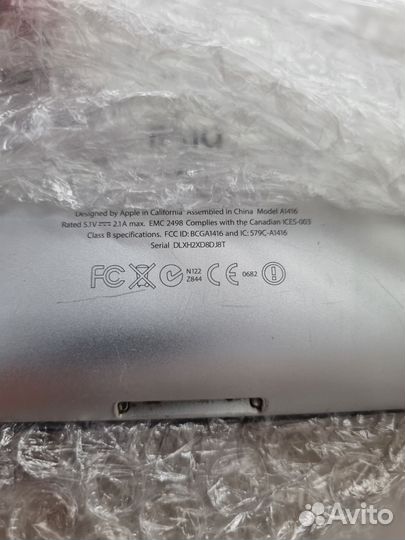 iPad
Designed by Apple in California Assembled in China Model A1416
Rated 5.1V 2.1A max. EMC 2498 Complies with the Canadian ICES-003
Class B specifications. FCC ID: BCGA1416 and IC: 579C-A1416
Serial DLXH2XD8DJ8T
FC N122 CE 0682
Z844
Avito